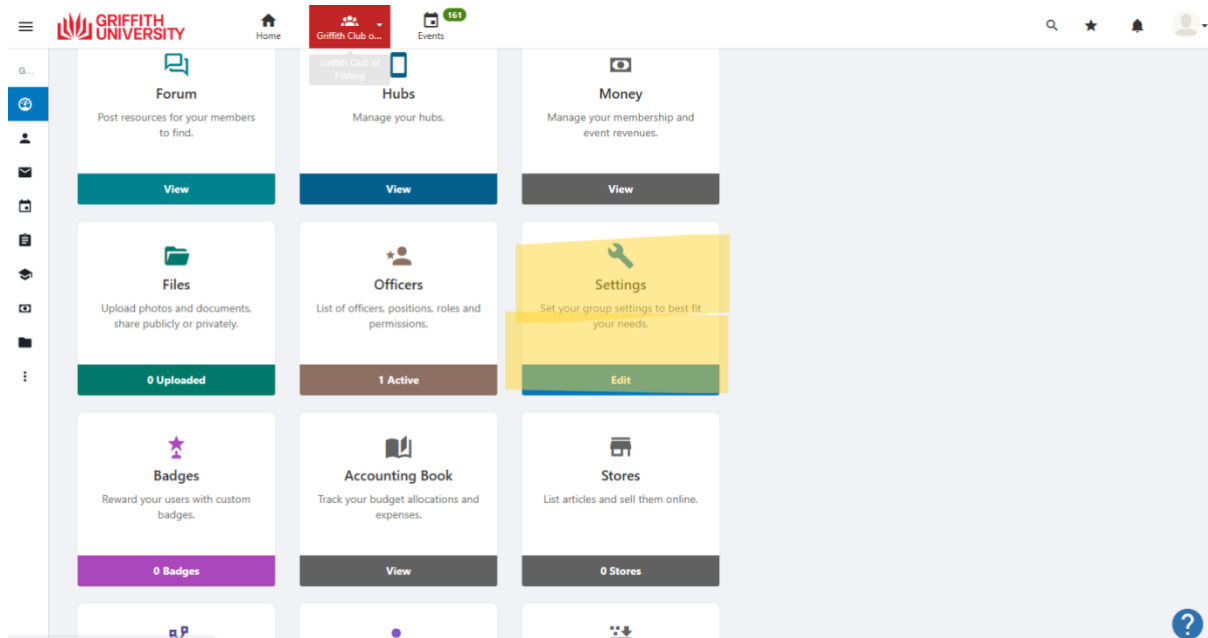 GRIFFITH
UNIVERSITY
Home
Griffith Club o...
Events
161
G...
Griffith Club of
Fishing
Forum
Post resources for your members
to find.
View
Hubs
Manage your hubs.
View
Money
Manage your membership and
event revenues.
View
Files
Upload photos and documents,
share publicly or privately.
0 Uploaded
Officers
List of officers, positions, roles and
permissions.
1 Active
Settings
Set your group settings to best fit
your needs.
Edit
Badges
Reward your users with custom
badges.
0 Badges
Accounting Book
Track your budget allocations and
expenses.
View
Stores
List articles and sell them online.
0 Stores
?